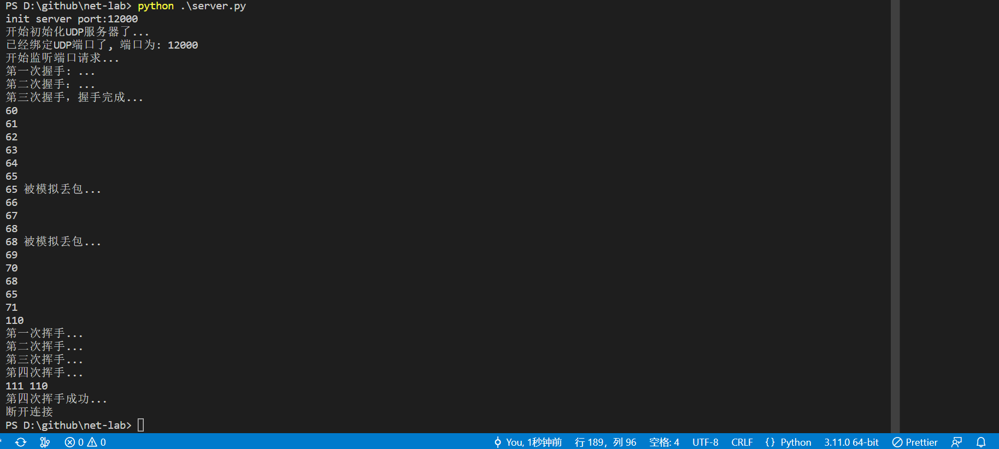 PS D:\github\net-lab> python .\server.py
init server port:12000
开始初始化UDP服务器了...
已经绑定UDP端口了, 端口为: 12000
开始监听端口请求...
第一次握手: ...
第二次握手: ...
第三次握手, 握手完成...
60
61
62
63
64
65
65 被模拟丢包...
66
67
68
68 被模拟丢包...
69
70
68
65
71
110
第一次挥手...
第二次挥手...
第三次挥手...
第四次挥手...
111 110
第四次挥手成功...
断开连接
PS D:\github\net-lab>
0 0 You, 1秒钟前 行 189，列 96 空格: 4 UTF-8 CRLF {} Python 3.11.0 64-bit Prettier